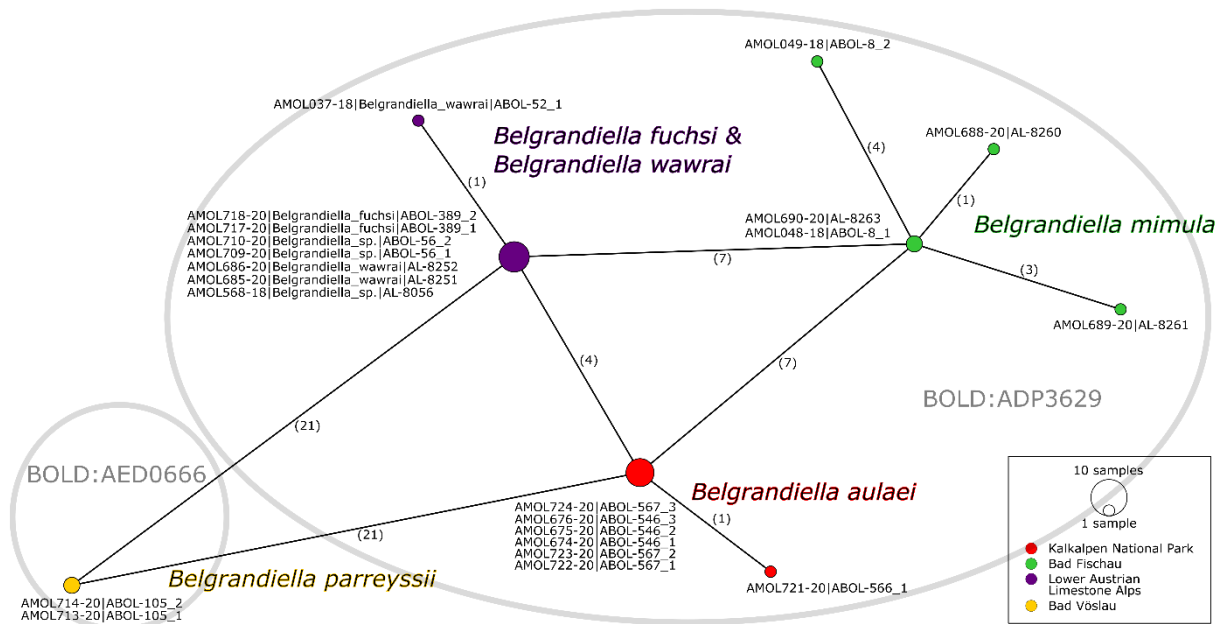 AMOL049-18|ABOL-8_2
AMOL037-18|Belgrandiella_wawrai|ABOL-52_1
Belgrandiella fuchsi &
Belgrandiella wawrai
AMOL688-20|AL-8260
(4)
(1)
(1)
AMOL718-20|Belgrandiella_fuchsi|ABOL-389_2
AMOL717-20|Belgrandiella_fuchsi|ABOL-389_1
AMOL710-20|Belgrandiella_sp.|ABOL-56_2
AMOL709-20|Belgrandiella_sp.|ABOL-56_1
AMOL686-20|Belgrandiella_wawrai|AL-8252
AMOL685-20|Belgrandiella_wawrai|AL-8251
AMOL568-18|Belgrandiella_sp.|AL-8056
AMOL690-20|AL-8263
AMOL048-18|ABOL-8_1
Belgrandiella mimula
(7)
(3)
AMOL689-20|AL-8261
(4)
(7)
BOLD:ADP3629
(21)
BOLD:AED0666
Belgrandiella aulaei
AMOL724-20|ABOL-567_3
AMOL676-20|ABOL-546_3
AMOL675-20|ABOL-546_2
AMOL674-20|ABOL-546_1
AMOL723-20|ABOL-567_2
AMOL722-20|ABOL-567_1
(1)
(21)
AMOL721-20|ABOL-566_1
Belgrandiella parreyssii
AMOL714-20|ABOL-105_2
AMOL713-20|ABOL-105_1
10 samples
1 sample
Kalkalpen National Park
Bad Fischau
Lower Austrian
Limestone Alps
Bad Vöslau